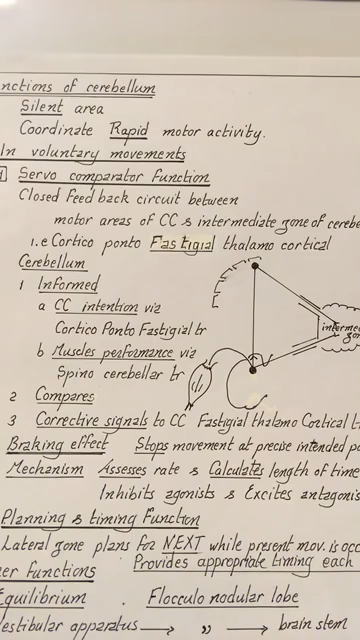 nctions of cerebellum
Silent area
Coordinate Rapid motor activity.
In voluntary movements
Servo comparator function
Closed feed back circuit between
motor areas of CC & intermediate zone of cerebe
i.e Cortico ponto Fastigial thalamo cortical
Cerebellum
1 Informed
a CC intention via
Cortico Ponto Fastigial tr
b Muscles performance via
Spino cerebellar tr
intermed
gon
2 Compares
3 Corrective signals to CC Fastigial thalamo Cortical t
Braking effect Stops movement at precise intended po
Mechanism Assesses rate & Calculates length of time
Inhibits agonists & Excites antagonis
Planning & timing Function
Lateral gone plans for NEXT while present mov. is occ
er functions Provides appropriate timing each
Equilibrium Flocculo nodular lobe
Vestibular apparatus → " → brain stem